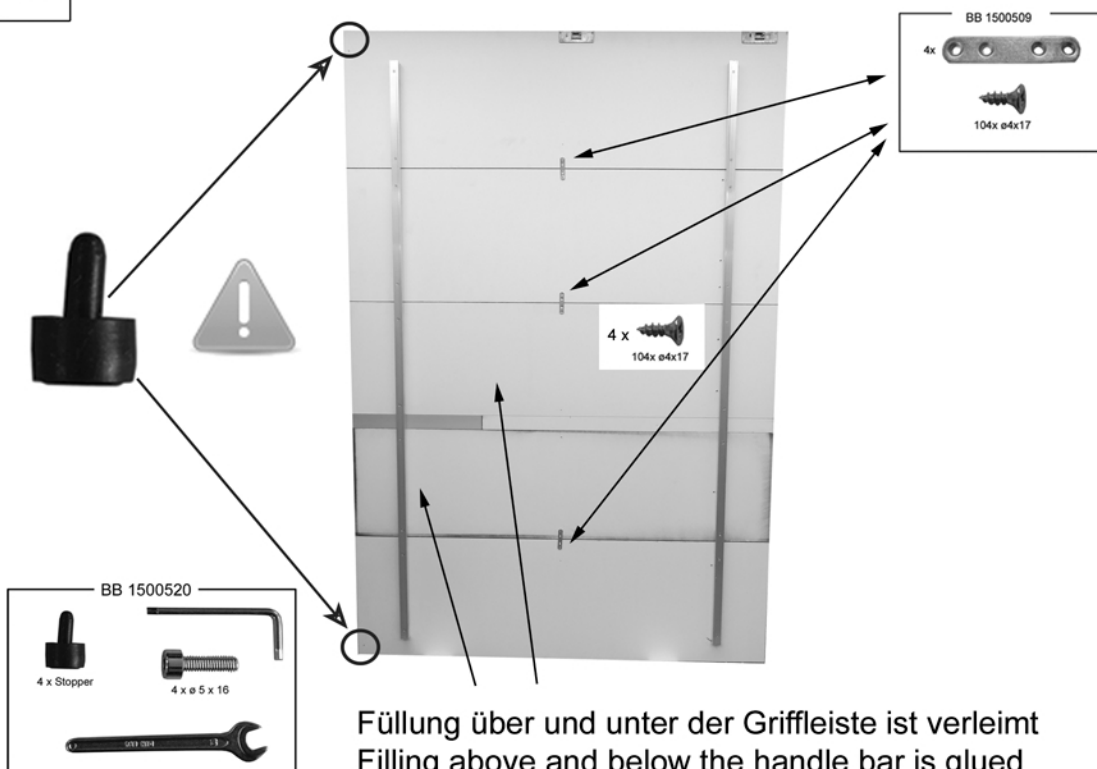 BB 1500509
4x
104x ø4x17
4 x
104x ø4x17
BB 1500520
4 x Stopper
4 x ø 5 x 16
Füllung über und unter der Griffleiste ist verleimt
Filling above and below the handle bar is glued